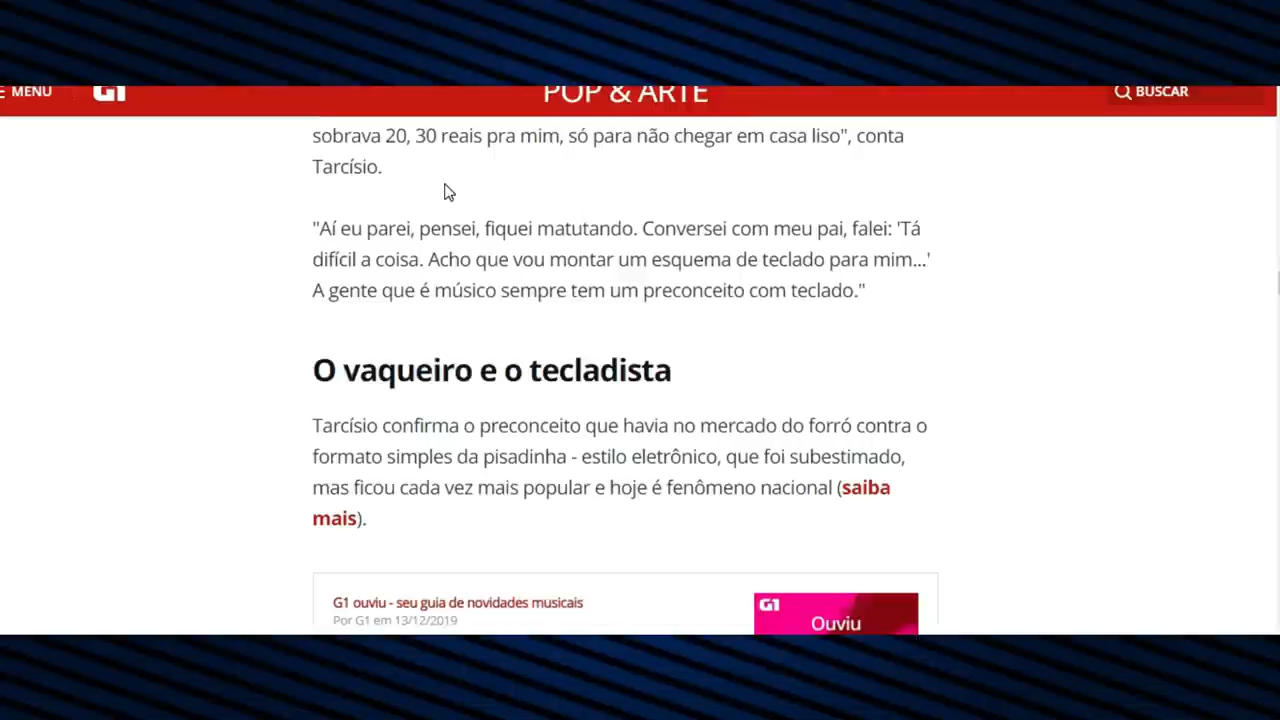 MENU G1 POP & ARTE BUSCAR
sobrava 20, 30 reais pra mim, só para não chegar em casa liso", conta
Tarcísio.
"Aí eu parei, pensei, fiquei matutando. Conversei com meu pai, falei: 'Tá
difícil a coisa. Acho que vou montar um esquema de teclado para mim...'
A gente que é músico sempre tem um preconceito com teclado."
O vaqueiro e o tecladista
Tarcísio confirma o preconceito que havia no mercado do forró contra o
formato simples da pisadinha - estilo eletrônico, que foi subestimado,
mas ficou cada vez mais popular e hoje é fenômeno nacional (saiba
mais).
G1 ouviu - seu guia de novidades musicais
Por G1 em 13/12/2019
G1
Ouviu